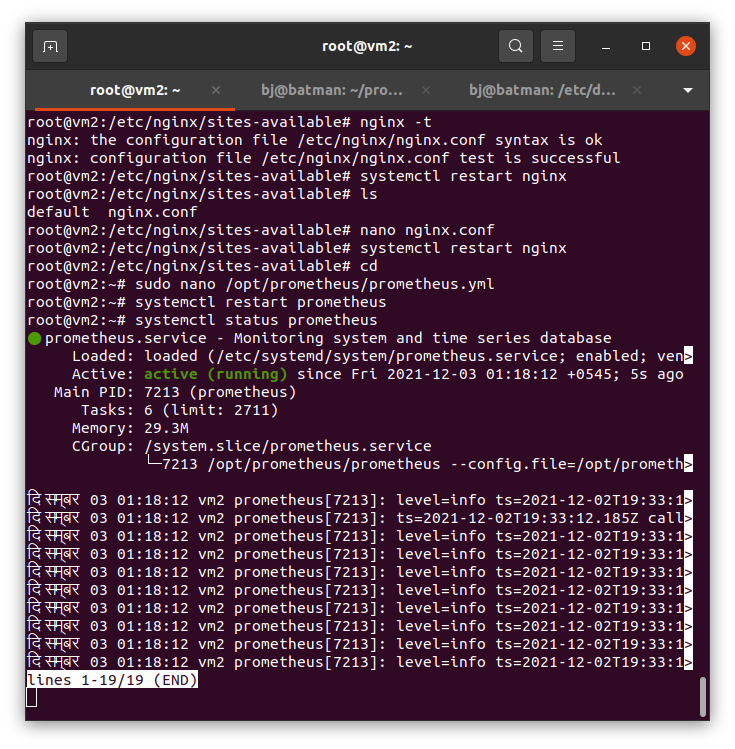 root@vm2: ~
root@vm2: ~
bj@batman: ~/pro...
bj@batman: /etc/d...
root@vm2:/etc/nginx/sites-available# nginx -t
nginx: the configuration file /etc/nginx/nginx.conf syntax is ok
nginx: configuration file /etc/nginx/nginx.conf test is successful
root@vm2:/etc/nginx/sites-available# systemctl restart nginx
root@vm2:/etc/nginx/sites-available# ls
default  nginx.conf
root@vm2:/etc/nginx/sites-available# nano nginx.conf
root@vm2:/etc/nginx/sites-available# systemctl restart nginx
root@vm2:/etc/nginx/sites-available# cd
root@vm2:~# sudo nano /opt/prometheus/prometheus.yml
root@vm2:~# systemctl restart prometheus
root@vm2:~# systemctl status prometheus
● prometheus.service - Monitoring system and time series database
Loaded: loaded (/etc/systemd/system/prometheus.service; enabled; ven>
Active: active (running) since Fri 2021-12-03 01:18:12 +0545; 5s ago
Main PID: 7213 (prometheus)
Tasks: 6 (limit: 2711)
Memory: 29.3M
CGroup: /system.slice/prometheus.service
└─7213 /opt/prometheus/prometheus --config.file=/opt/prometh>
दिसम्बर 03 01:18:12 vm2 prometheus[7213]: level=info ts=2021-12-02T19:33:1>
दिसम्बर 03 01:18:12 vm2 prometheus[7213]: ts=2021-12-02T19:33:12.185Z call>
दिसम्बर 03 01:18:12 vm2 prometheus[7213]: level=info ts=2021-12-02T19:33:1>
दिसम्बर 03 01:18:12 vm2 prometheus[7213]: level=info ts=2021-12-02T19:33:1>
दिसम्बर 03 01:18:12 vm2 prometheus[7213]: level=info ts=2021-12-02T19:33:1>
दिसम्बर 03 01:18:12 vm2 prometheus[7213]: level=info ts=2021-12-02T19:33:1>
दिसम्बर 03 01:18:12 vm2 prometheus[7213]: level=info ts=2021-12-02T19:33:1>
दिसम्बर 03 01:18:12 vm2 prometheus[7213]: level=info ts=2021-12-02T19:33:1>
दिसम्बर 03 01:18:12 vm2 prometheus[7213]: level=info ts=2021-12-02T19:33:1>
दिसम्बर 03 01:18:12 vm2 prometheus[7213]: level=info ts=2021-12-02T19:33:1>
lines 1-19/19 (END)